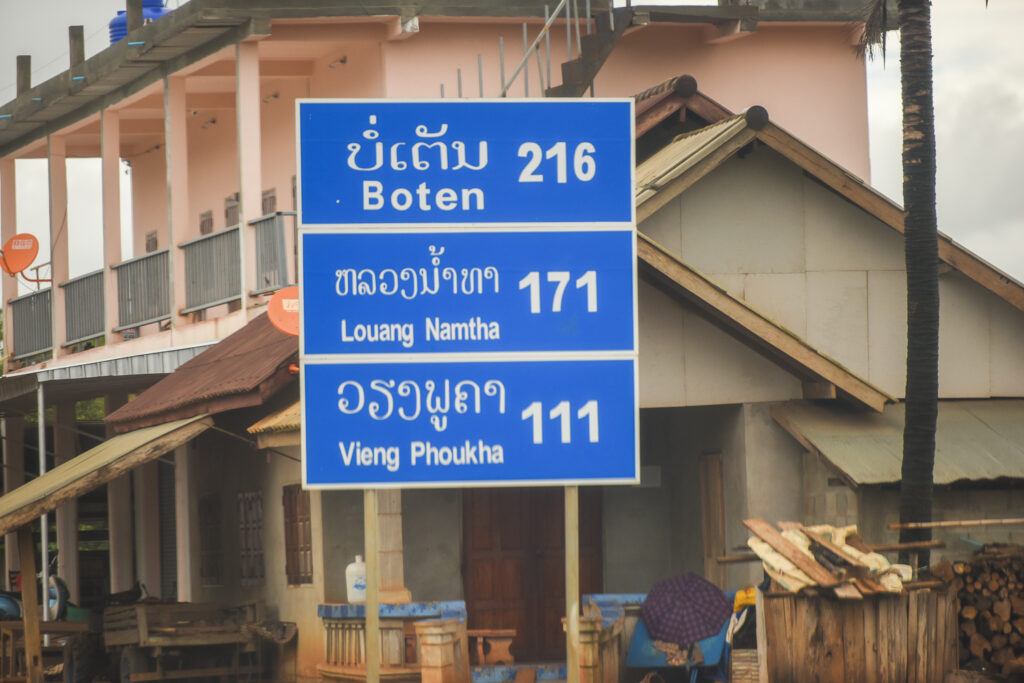 ບໍ່ເຕັນ 216
Boten
ຫລວງນ້ຳທາ 171
Louang Namtha
ວຽງພູຄາ 111
Vieng Phoukha